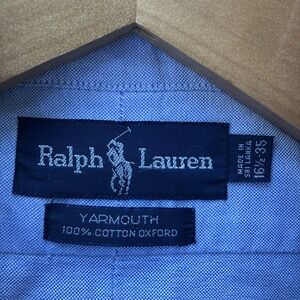 Ralph Lauren
MADE IN
SRI LANKA
16½-35
YARMOUTH
100% COTTON OXFORD